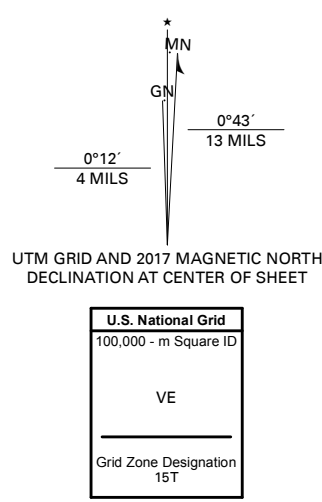 ★
MN
GN
0°43´
13 MILS
0°12´
4 MILS
UTM GRID AND 2017 MAGNETIC NORTH
DECLINATION AT CENTER OF SHEET
U.S. National Grid
100,000 - m Square ID
VE
Grid Zone Designation
15T